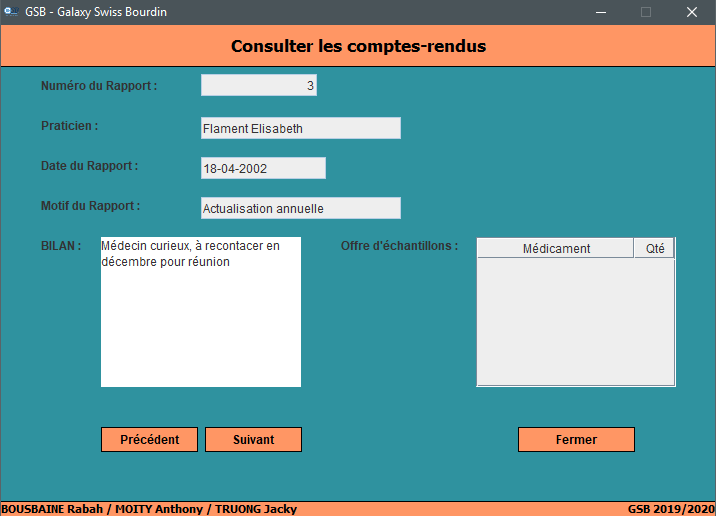 GSB - Galaxy Swiss Bourdin
Consulter les comptes-rendus
Numéro du Rapport : 3
Praticien : Flament Elisabeth
Date du Rapport : 18-04-2002
Motif du Rapport : Actualisation annuelle
BILAN : Médecin curieux, à recontacer en
décembre pour réunion
Offre d'échantillons : Médicament Qté
Précédent Suivant Fermer
BOUSBAINE Rabah / MOITY Anthony / TRUONG Jacky GSB 2019/2020